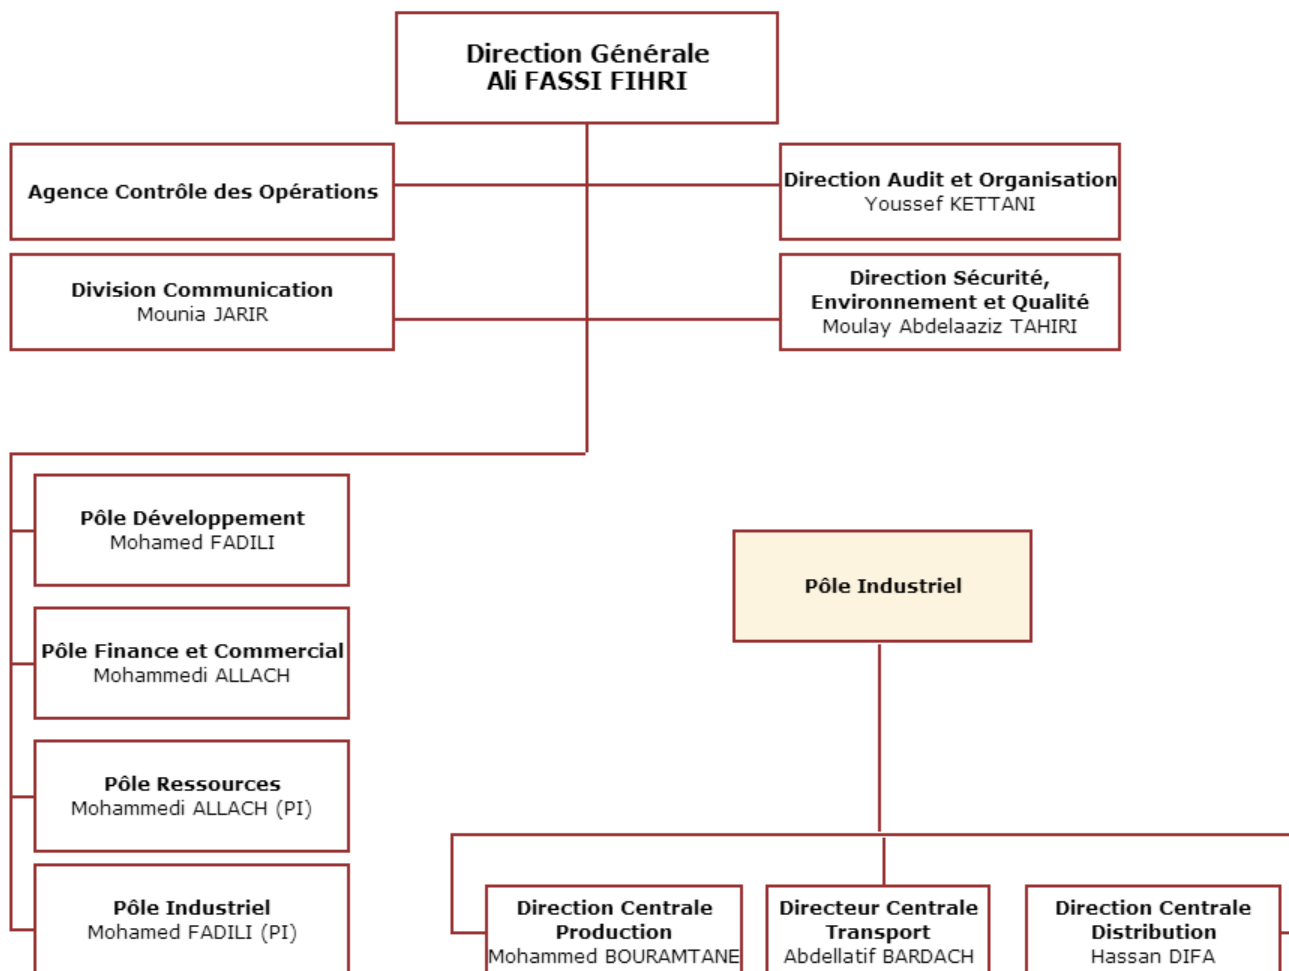 Direction Générale
Ali FASSI FIHRI
Agence Contrôle des Opérations
Direction Audit et Organisation
Youssef KETTANI
Division Communication
Mounia JARIR
Direction Sécurité,
Environnement et Qualité
Moulay Abdelaaziz TAHIRI
Pôle Développement
Mohamed FADILI
Pôle Industriel
Pôle Finance et Commercial
Mohammedi ALLACH
Pôle Ressources
Mohammedi ALLACH (PI)
Pôle Industriel
Mohamed FADILI (PI)
Direction Centrale
Production
Mohammed BOURAMTANE
Directeur Centrale
Transport
Abdellatif BARDACH
Direction Centrale
Distribution
Hassan DIFA